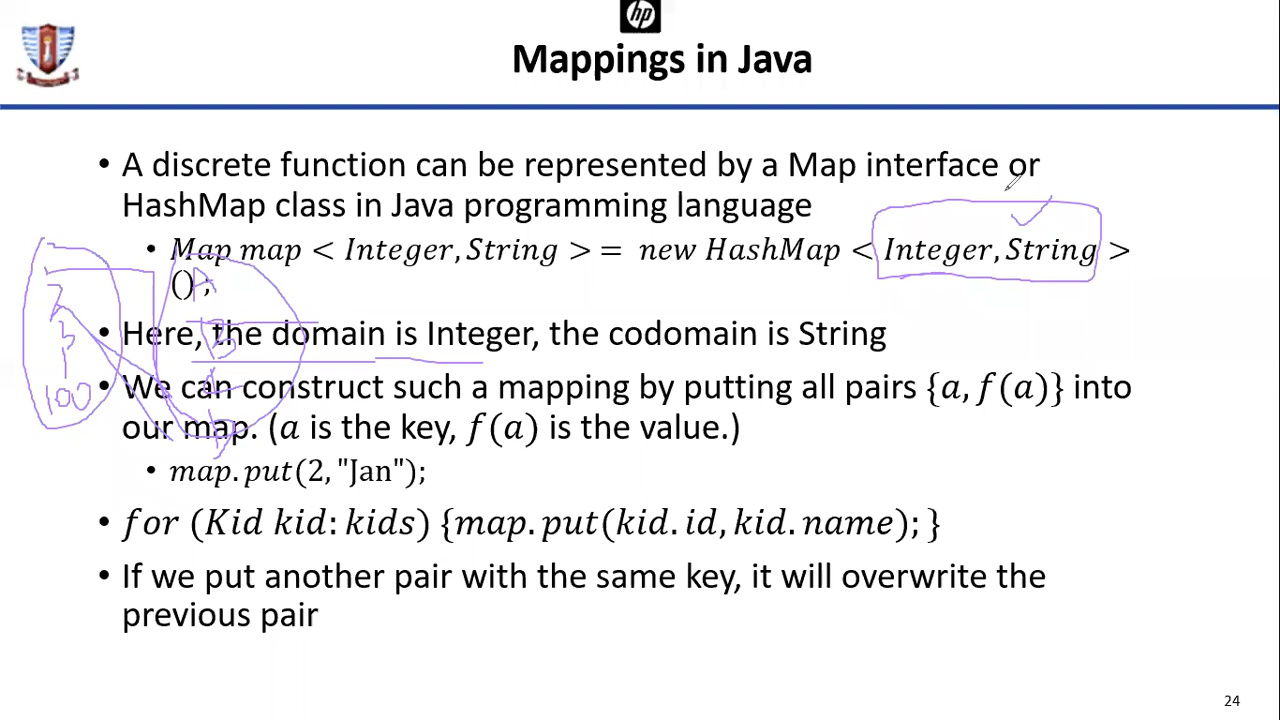 hp
Mappings in Java
• A discrete function can be represented by a Map interface or
HashMap class in Java programming language
• Map map < Integer, String > = new HashMap < Integer, String >
();
• Here, the domain is Integer, the codomain is String
• We can construct such a mapping by putting all pairs {a, f(a)} into
our map. (a is the key, f(a) is the value.)
• map.put(2, "Jan");
• for (Kid kid: kids) {map.put(kid.id, kid.name); }
• If we put another pair with the same key, it will overwrite the
previous pair
2
3
1
100
A
B
24